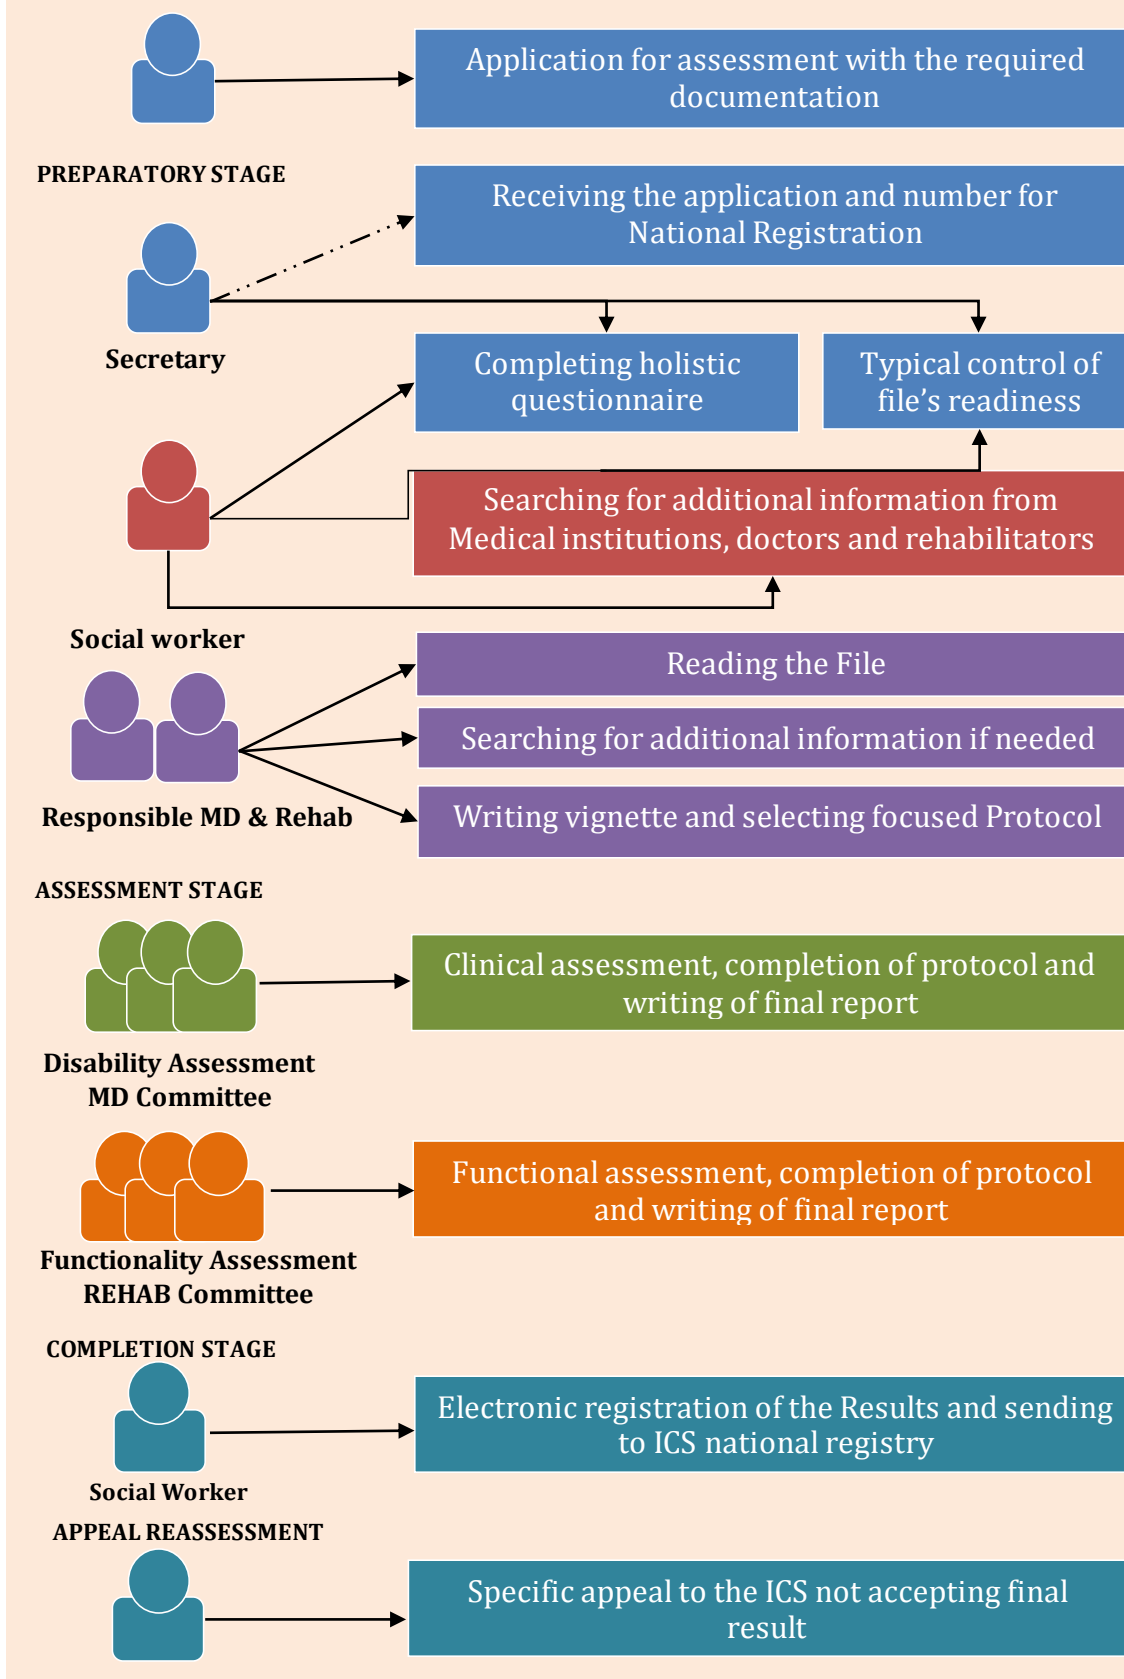 Application for assessment with the required
documentation
PREPARATORY STAGE
Receiving the application and number for
National Registration
Secretary
Completing holistic
questionnaire
Typical control of
file’s readiness
Searching for additional information from
Medical institutions, doctors and rehabilitators
Social worker
Reading the File
Searching for additional information if needed
Responsible MD & Rehab
Writing vignette and selecting focused Protocol
ASSESSMENT STAGE
Clinical assessment, completion of protocol and
writing of final report
Disability Assessment
MD Committee
Functional assessment, completion of protocol
and writing of final report
Functionality Assessment
REHAB Committee
COMPLETION STAGE
Electronic registration of the Results and sending
to ICS national registry
Social Worker
APPEAL REASSESSMENT
Specific appeal to the ICS not accepting final
result